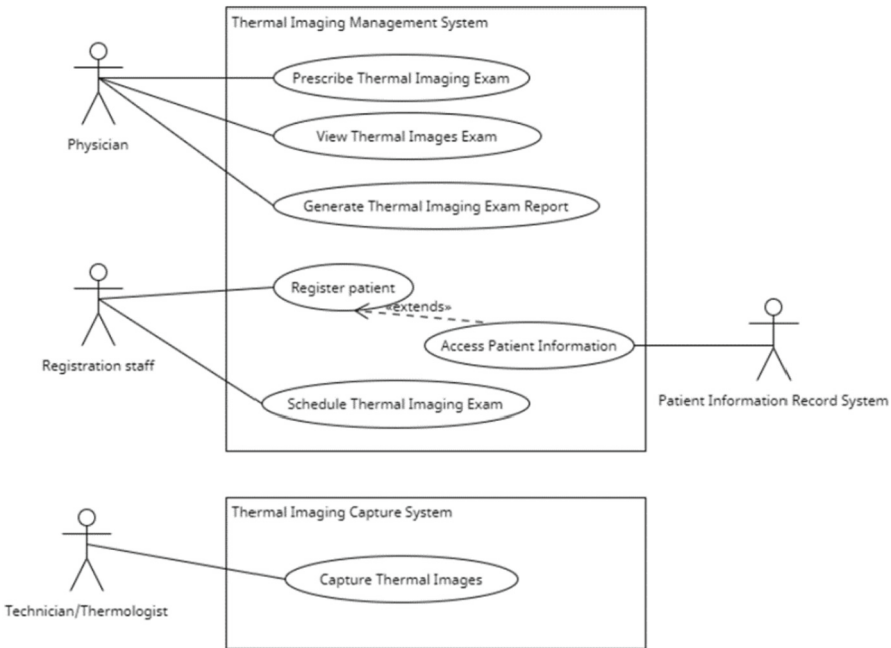 Thermal Imaging Management System
Prescribe Thermal Imaging Exam
Physician
View Thermal Images Exam
Generate Thermal Imaging Exam Report
Register patient
«extends»
Registration staff
Access Patient Information
Patient Information Record System
Schedule Thermal Imaging Exam
Thermal Imaging Capture System
Technician/Thermologist
Capture Thermal Images